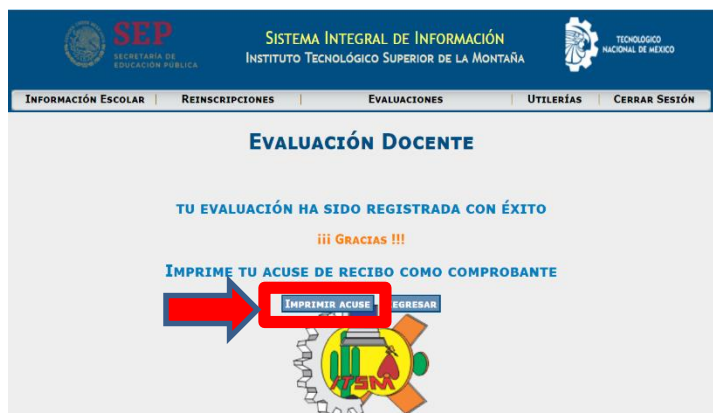 SEP
SECRETARÍA DE
EDUCACIÓN PÚBLICA
SISTEMA INTEGRAL DE INFORMACIÓN
INSTITUTO TECNOLÓGICO SUPERIOR DE LA MONTAÑA
TECNOLÓGICO
NACIONAL DE MÉXICO
INFORMACIÓN ESCOLAR | REINSCRIPCIONES | EVALUACIONES | UTILERÍAS | CERRAR SESIÓN
EVALUACIÓN DOCENTE
TU EVALUACIÓN HA SIDO REGISTRADA CON ÉXITO
¡¡¡ GRACIAS !!!
IMPRIME TU ACUSE DE RECIBO COMO COMPROBANTE
IMPRIMIR ACUSE EGRESAR
ITSM